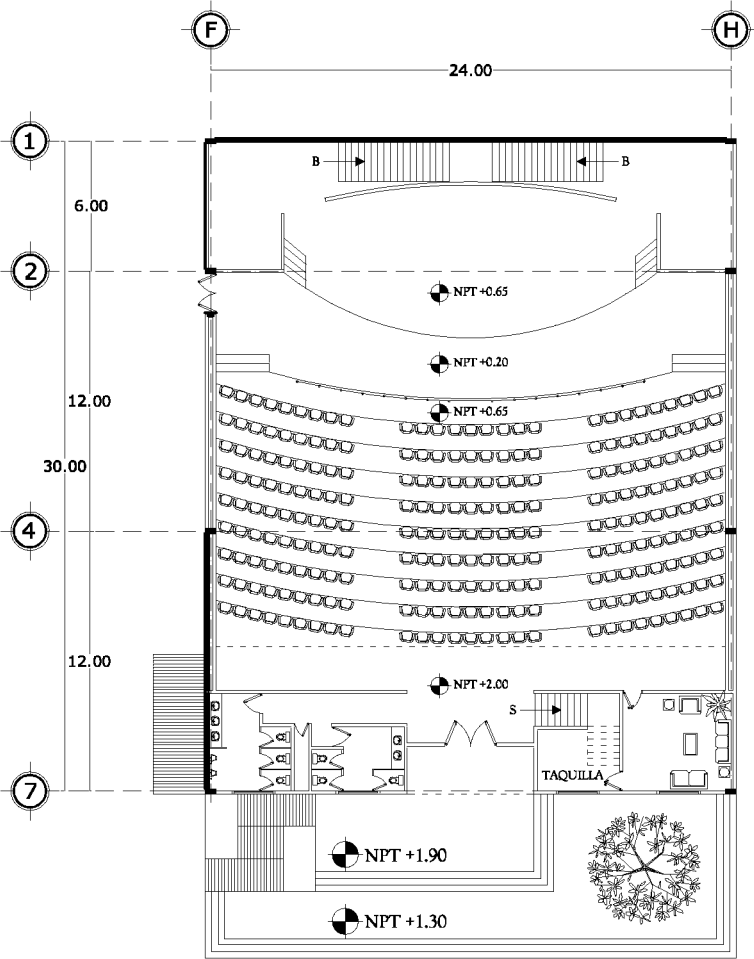 F H
24.00
1
B B
6.00
2
NPT +0.65
NPT +0.20
12.00
NPT +0.65
30.00
4
12.00
NPT +2.00
S
TAQUILLA
7
NPT +1.90
NPT +1.30